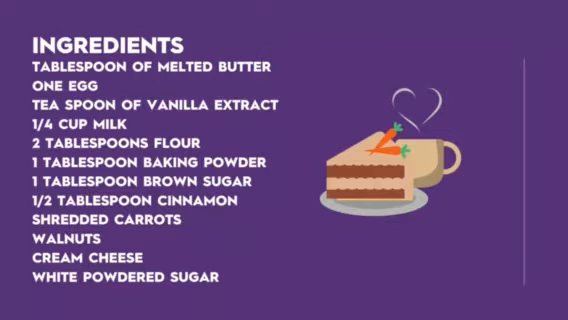 INGREDIENTS
TABLESPOON OF MELTED BUTTER
ONE EGG
TEA SPOON OF VANILLA EXTRACT
1/4 CUP MILK
2 TABLESPOONS FLOUR
1 TABLESPOON BAKING POWDER
1 TABLESPOON BROWN SUGAR
1/2 TABLESPOON CINNAMON
SHREDDED CARROTS
WALNUTS
CREAM CHEESE
WHITE POWDERED SUGAR